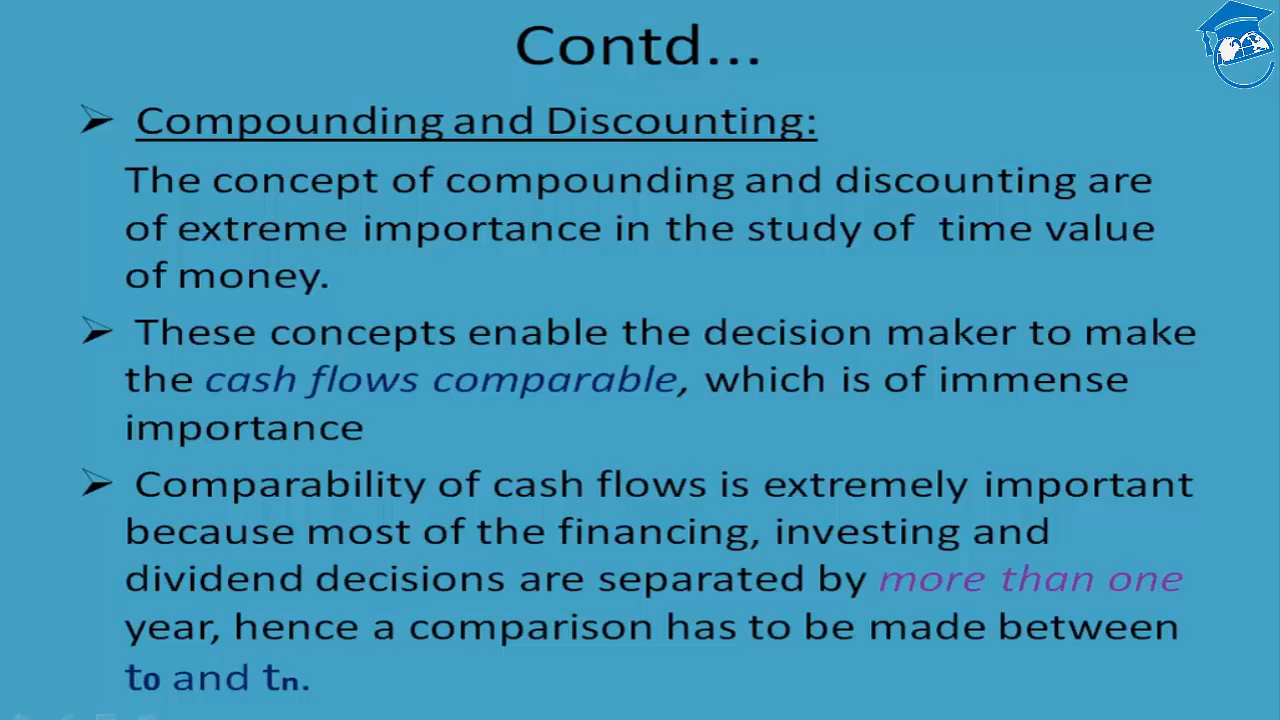 Contd...
➢ Compounding and Discounting:
The concept of compounding and discounting are
of extreme importance in the study of time value
of money.
➢ These concepts enable the decision maker to make
the cash flows comparable, which is of immense
importance
➢ Comparability of cash flows is extremely important
because most of the financing, investing and
dividend decisions are separated by more than one
year, hence a comparison has to be made between
t0 and tn.